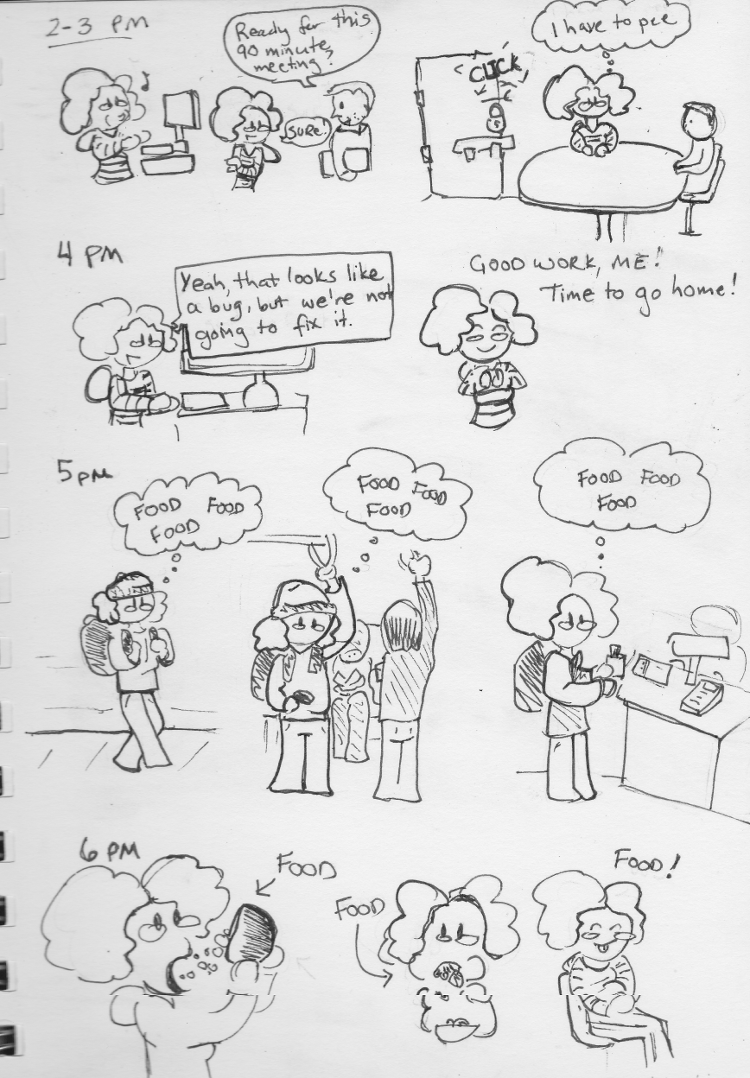 2-3 PM
Ready for this
90 minute
meeting?
SURE!
CLICK
I have to pee
4 PM
Yeah, that looks like
a bug, but we're not
going to fix it.
GOOD WORK, ME!
Time to go home!
5 PM
FOOD FOOD
FOOD
FOOD FOOD
FOOD
FOOD FOOD
FOOD
6 PM
FOOD
FOOD
FOOD!